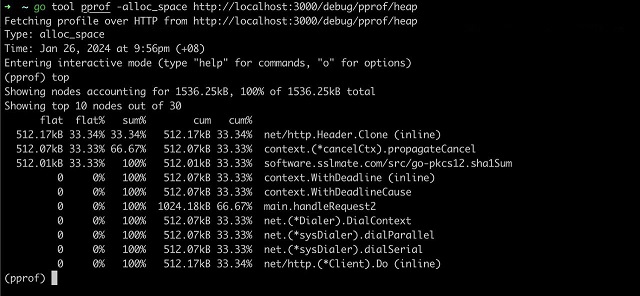 ➜  ~ go tool pprof -alloc_space http://localhost:3000/debug/pprof/heap
Fetching profile over HTTP from http://localhost:3000/debug/pprof/heap
Type: alloc_space
Time: Jan 26, 2024 at 9:56pm (+08)
Entering interactive mode (type "help" for commands, "o" for options)
(pprof) top
Showing nodes accounting for 1536.25kB, 100% of 1536.25kB total
Showing top 10 nodes out of 30
      flat  flat%   sum%        cum   cum%
  512.17kB 33.34% 33.34%   512.17kB 33.34%  net/http.Header.Clone (inline)
  512.07kB 33.33% 66.67%   512.07kB 33.33%  context.(*cancelCtx).propagateCancel
  512.01kB 33.33%   100%   512.01kB 33.33%  software.sslmate.com/src/go-pkcs12.sha1Sum
         0     0%   100%   512.07kB 33.33%  context.WithDeadline (inline)
         0     0%   100%   512.07kB 33.33%  context.WithDeadlineCause
         0     0%   100%  1024.18kB 66.67%  main.handleRequest2
         0     0%   100%   512.07kB 33.33%  net.(*Dialer).DialContext
         0     0%   100%   512.07kB 33.33%  net.(*sysDialer).dialParallel
         0     0%   100%   512.07kB 33.33%  net.(*sysDialer).dialSerial
         0     0%   100%   512.17kB 33.34%  net/http.(*Client).Do (inline)
(pprof)